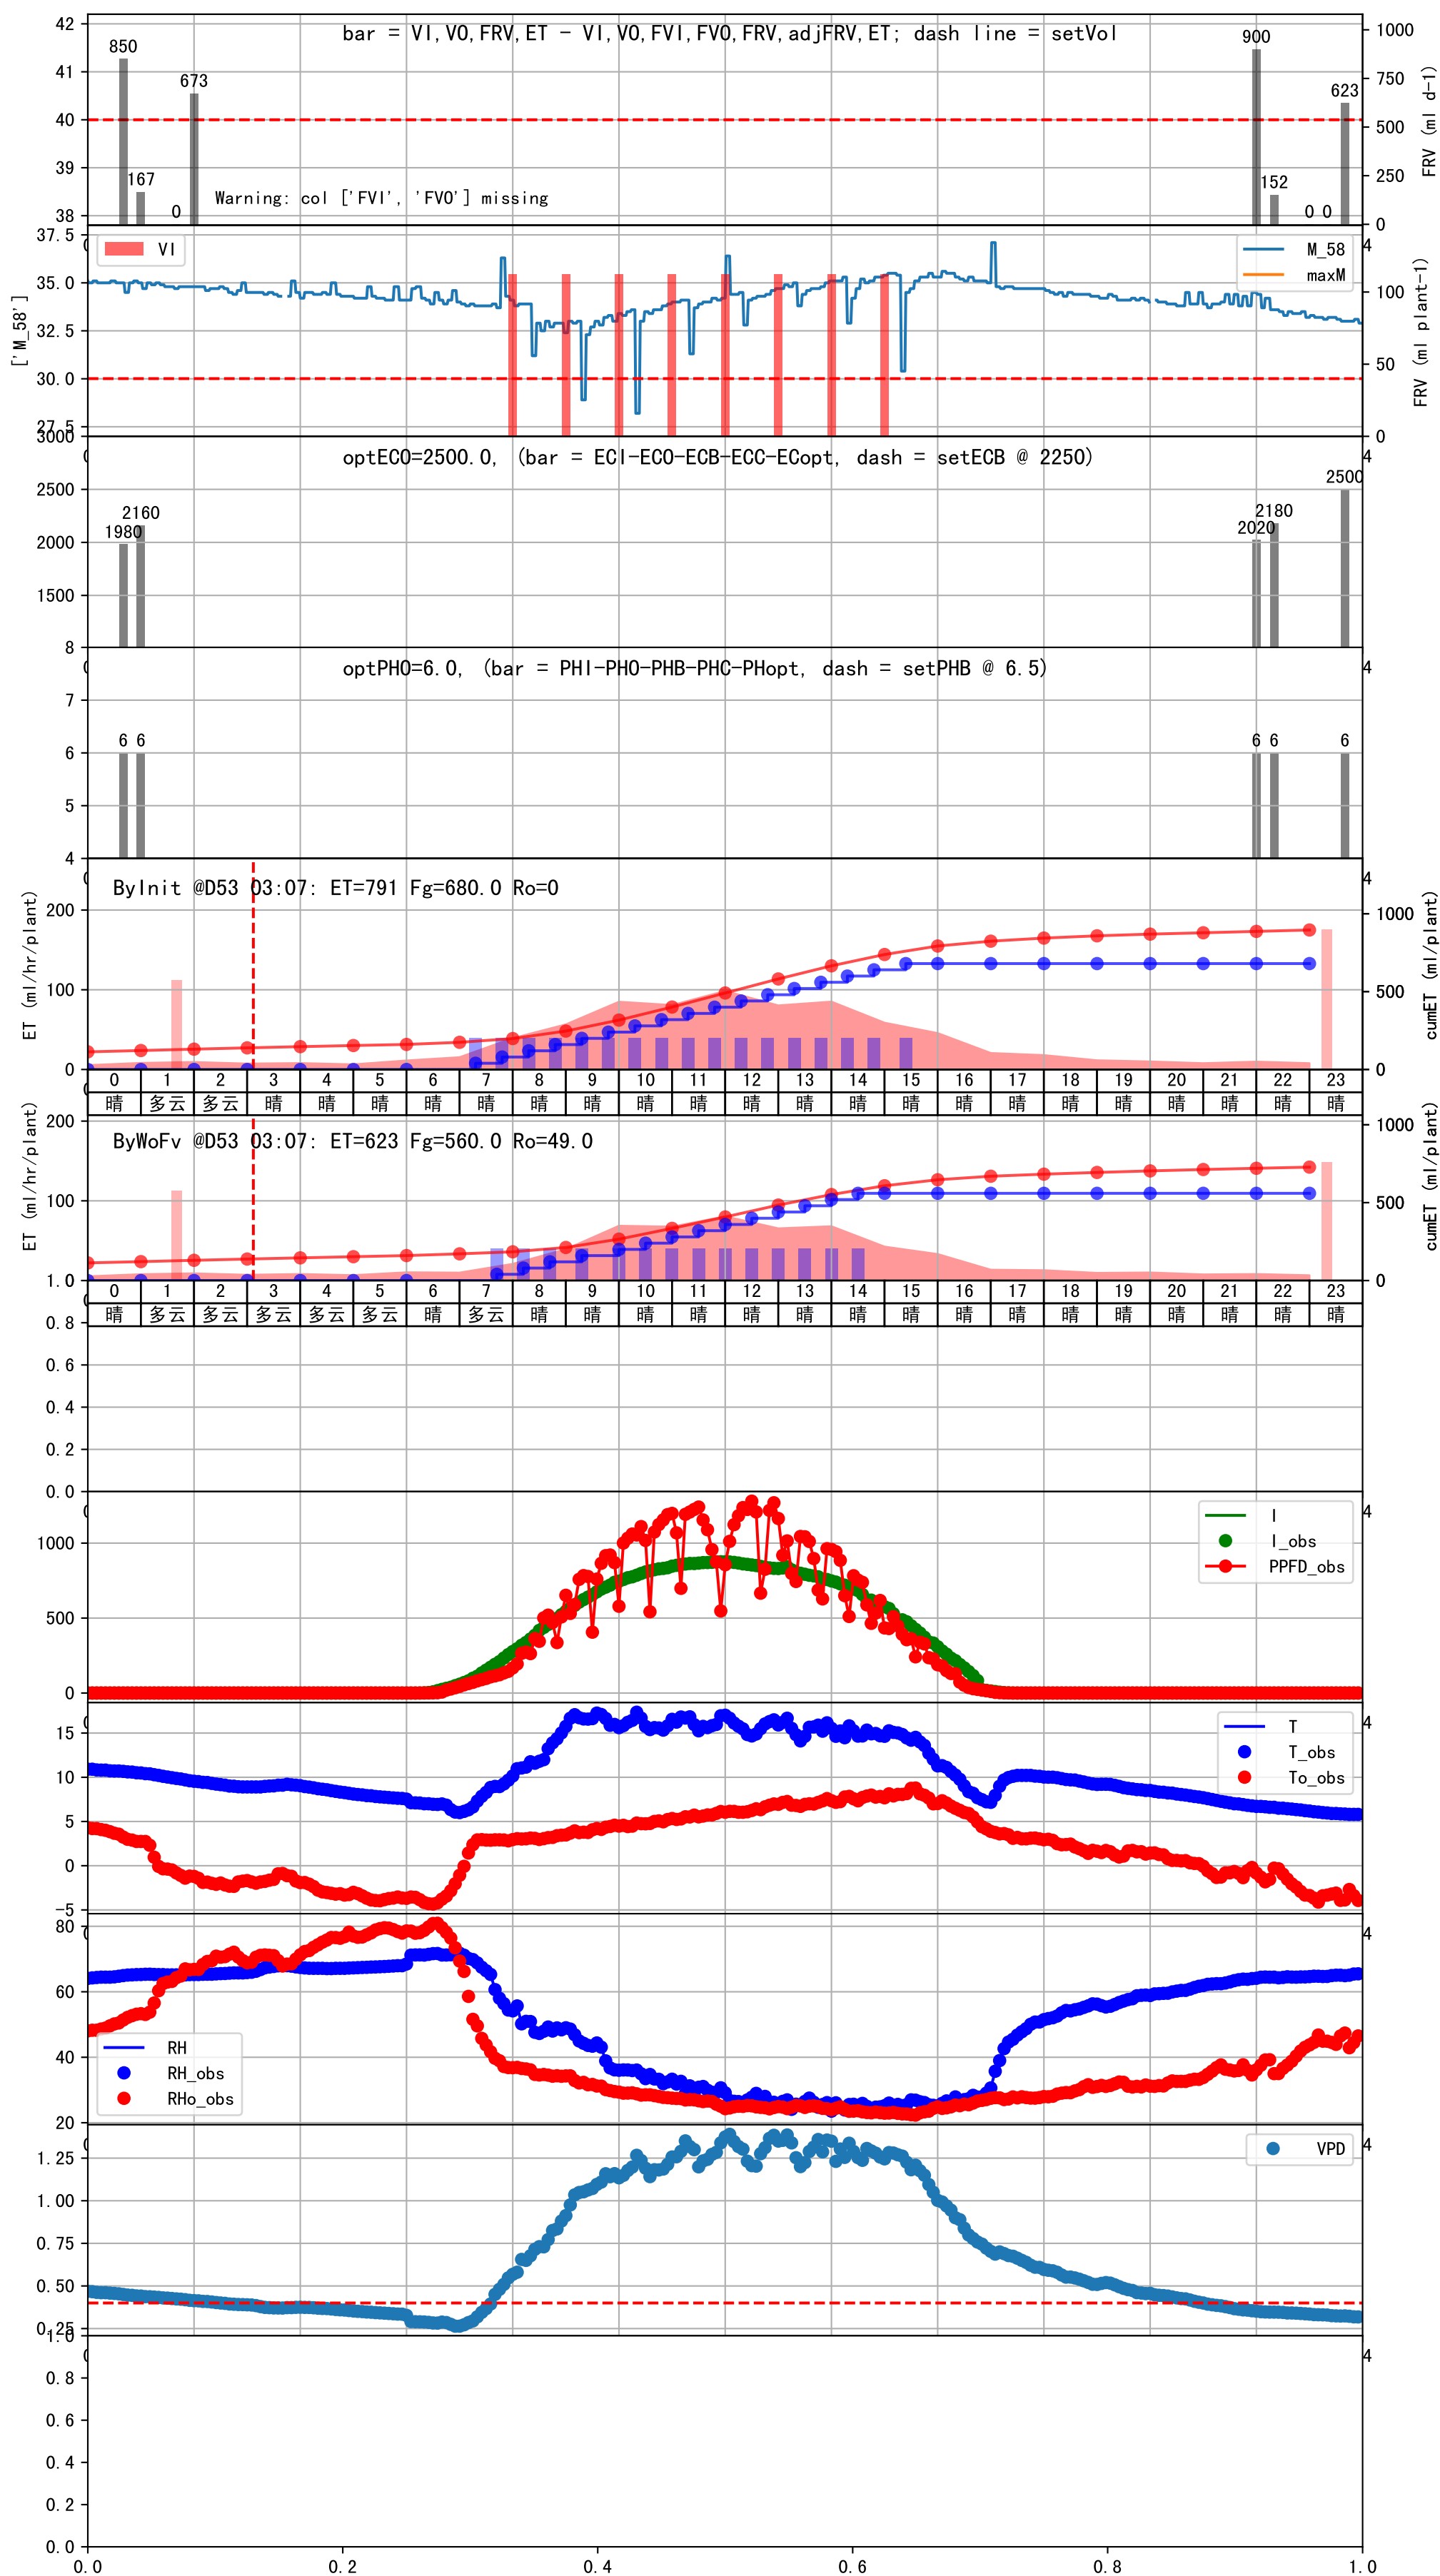 bar = VI,VO,FRV,ET - VI,VO,FVI,FVO,FRV,adjFRV,ET; dash line = setVol
42
41
40
39
38
850
167
0
673
900
152
0 0
623
Warning: col ['FVI', 'FVO'] missing
1000
750
500
250
0
FRV (ml d-1)
37.5
35.0
32.5
30.0
27.5
['M_58']
VI
M_58
maxM
4
100
50
0
FRV (ml plant-1)
optECO=2500.0, (bar = ECI-ECO-ECB-ECC-ECopt, dash = setECB @ 2250)
3000
2500
2000
1500
1980
2160
2020
2180
2500
4
optPHO=6.0, (bar = PHI-PHO-PHB-PHC-PHopt, dash = setPHB @ 6.5)
8
7
6
5
4
6 6
6 6
6
4
ByInit @D53 03:07: ET=791 Fg=680.0 Ro=0
200
100
0
ET (ml/hr/plant)
4
1000
500
0
cumET (ml/plant)
0 1 2 3 4 5 6 7 8 9 10 11 12 13 14 15 16 17 18 19 20 21 22 23
晴 多云 多云 晴 晴 晴 晴 晴 晴 晴 晴 晴 晴 晴 晴 晴 晴 晴 晴 晴 晴 晴 晴 晴
ByWoFv @D53 03:07: ET=623 Fg=560.0 Ro=49.0
200
100
ET (ml/hr/plant)
1000
500
0
cumET (ml/plant)
0 1 2 3 4 5 6 7 8 9 10 11 12 13 14 15 16 17 18 19 20 21 22 23
晴 多云 多云 多云 多云 多云 晴 多云 晴 晴 晴 晴 晴 晴 晴 晴 晴 晴 晴 晴 晴 晴 晴 晴
1.0
0.8
0.6
0.4
0.2
0.0
1000
500
0
I
I_obs
PPFD_obs
4
15
10
5
0
-5
T
T_obs
To_obs
4
80
60
40
20
RH
RH_obs
RHo_obs
4
1.25
1.00
0.75
0.50
0.25
VPD
4
1.0
0.8
0.6
0.4
0.2
0.0
4
0.0 0.2 0.4 0.6 0.8 1.0